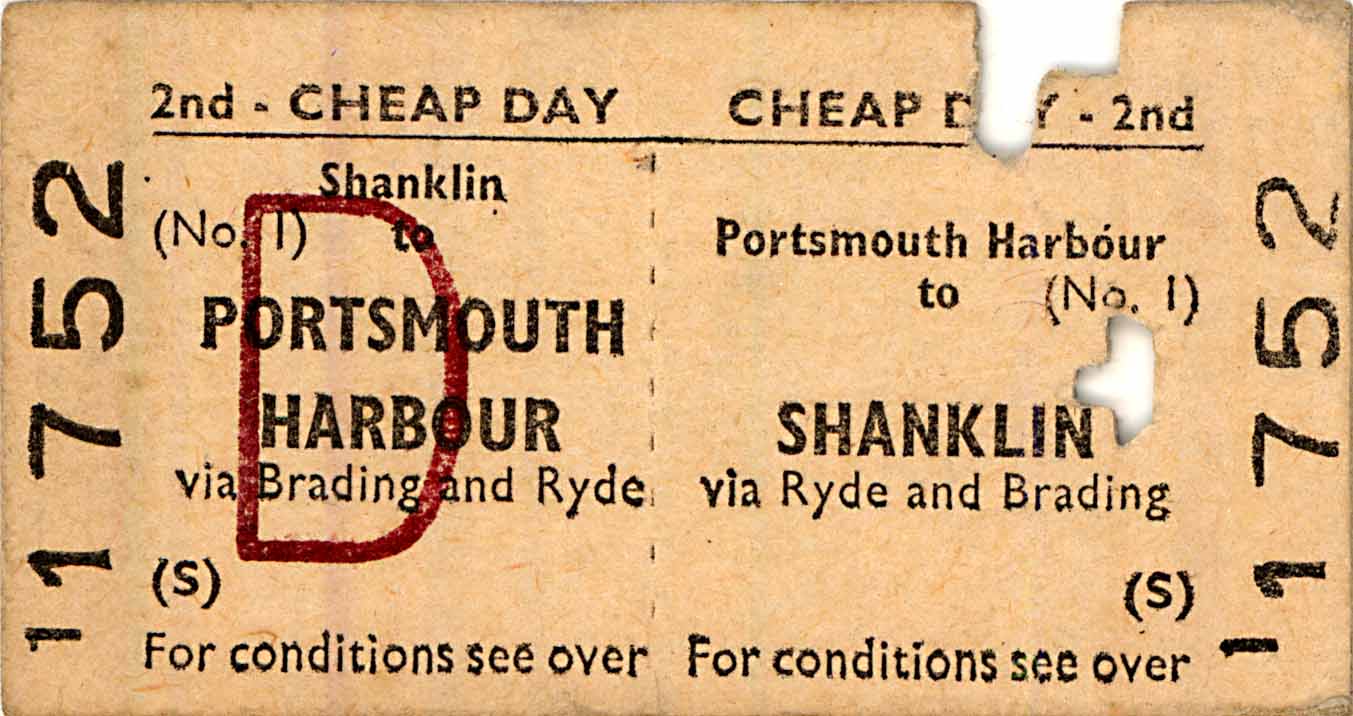 2nd - CHEAP DAY
Shanklin
(No. 1) to
PORTSMOUTH
HARBOUR
via Brading and Ryde
(S)
For conditions see over
D
11752
CHEAP D Y - 2nd
Portsmouth Harbour
to (No. 1)
SHANKLIN
via Ryde and Brading
(S)
For conditions see over
11752